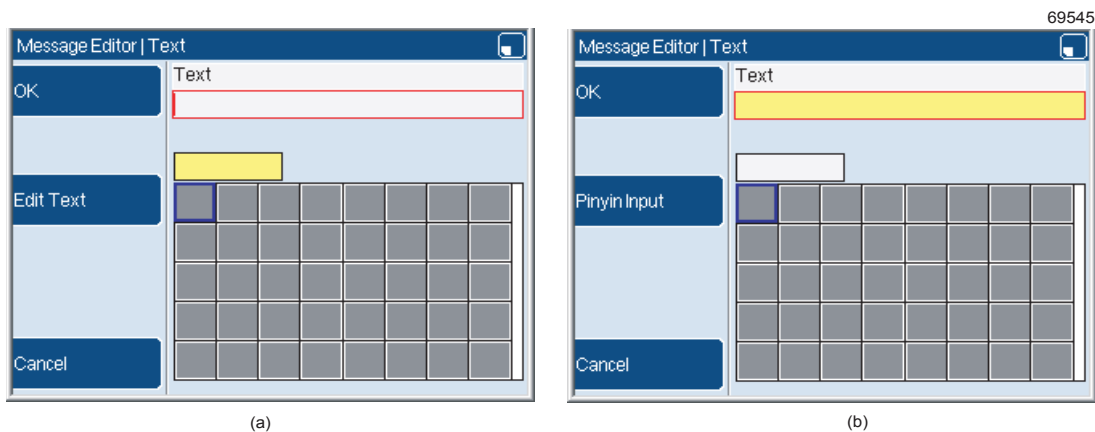 69545
Message Editor | Text
OK
Text
Edit Text
Cancel
(a)
Message Editor | Text
OK
Text
Pinyin Input
Cancel
(b)